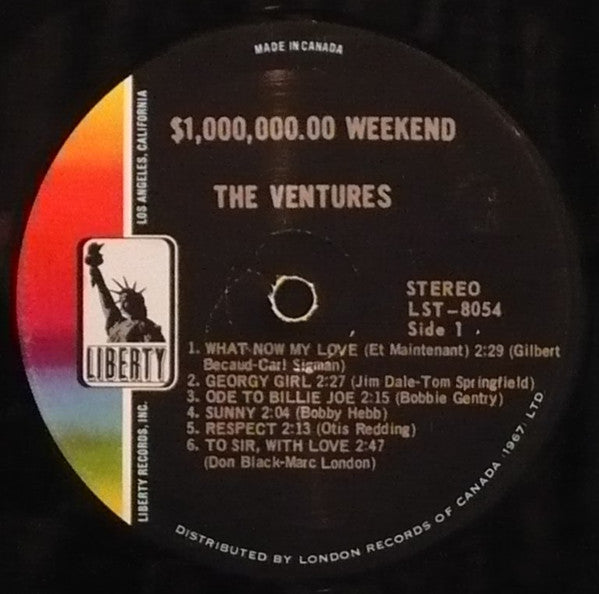 MADE IN CANADA
$1,000,000.00 WEEKEND
THE VENTURES
LOS ANGELES, CALIFORNIA
LIBERTY
LIBERTY RECORDS, INC.
STEREO
LST-8054
Side 1
1. WHAT NOW MY LOVE (Et Maintenant) 2:29 (Gilbert
Becaud-Carl Sigman)
2. GEORGY GIRL 2:27 (Jim Dale-Tom Springfield)
3. ODE TO BILLIE JOE 2:15 (Bobbie Gentry)
4. SUNNY 2:04 (Bobby Hebb)
5. RESPECT 2:13 (Otis Redding)
6. TO SIR, WITH LOVE 2:47
(Don Black-Marc London)
DISTRIBUTED BY LONDON RECORDS OF CANADA (1967) LTD